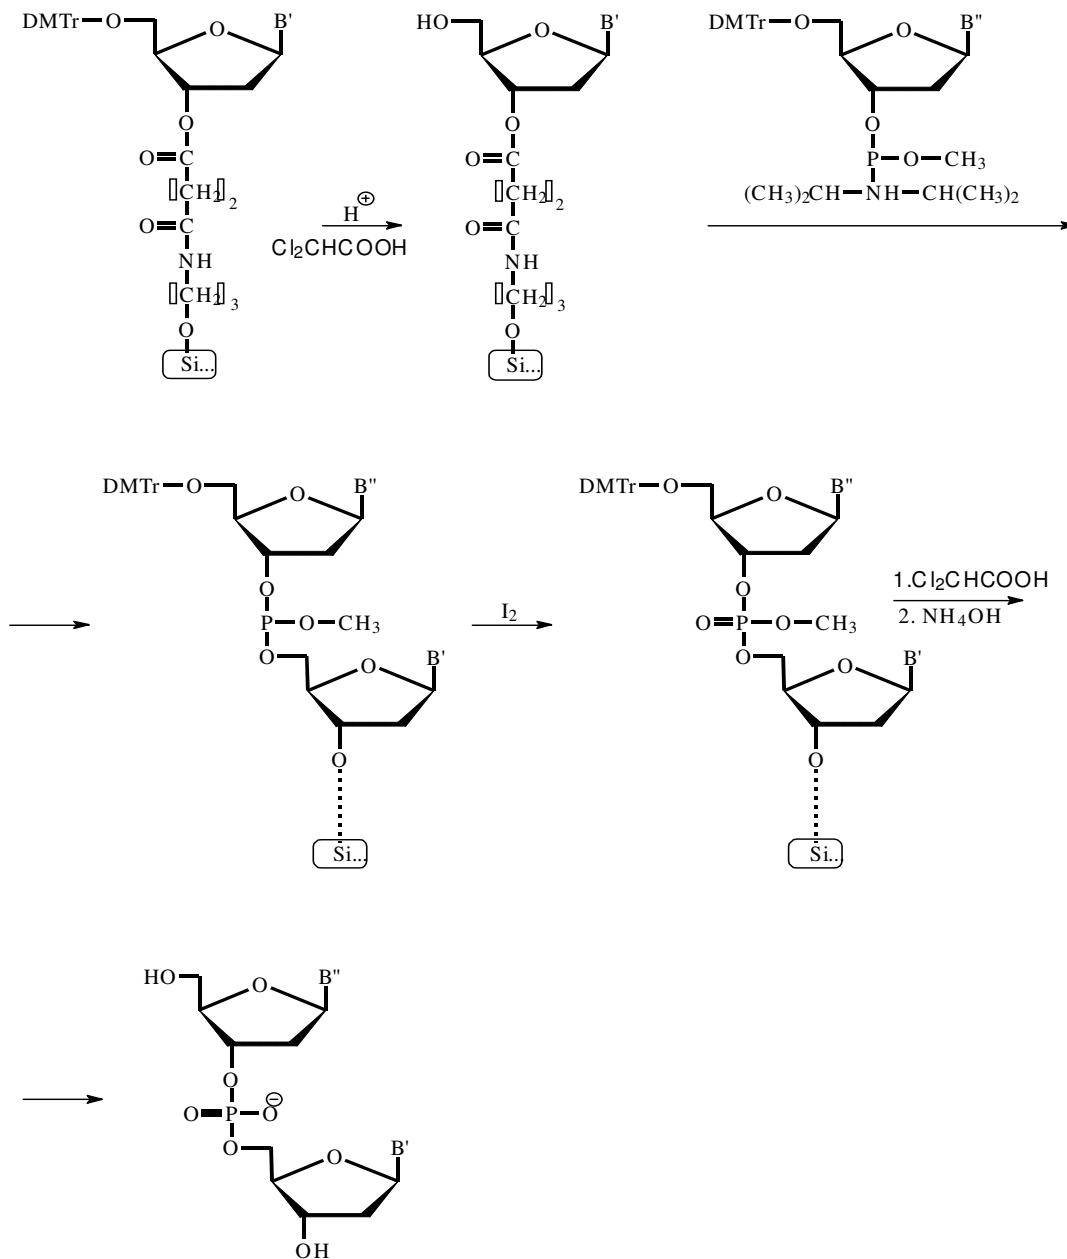 DMTr—O O B'
O
O=C
[CH2]2
O=C
NH
[CH2]3
O
Si...
H⊕
Cl2CHCOOH
HO O B'
O
O=C
[CH2]2
O=C
NH
[CH2]3
O
Si...
DMTr—O O B"
O
P—O—CH3
(CH3)2CH—NH—CH(CH3)2
DMTr—O O B"
O
P—O—CH3
O O B'
O
Si...
I2
DMTr—O O B"
O
O=P—O—CH3
O O B'
O
Si...
1.Cl2CHCOOH
2. NH4OH
HO O B"
O
O=P—O⊖
O O B'
OH